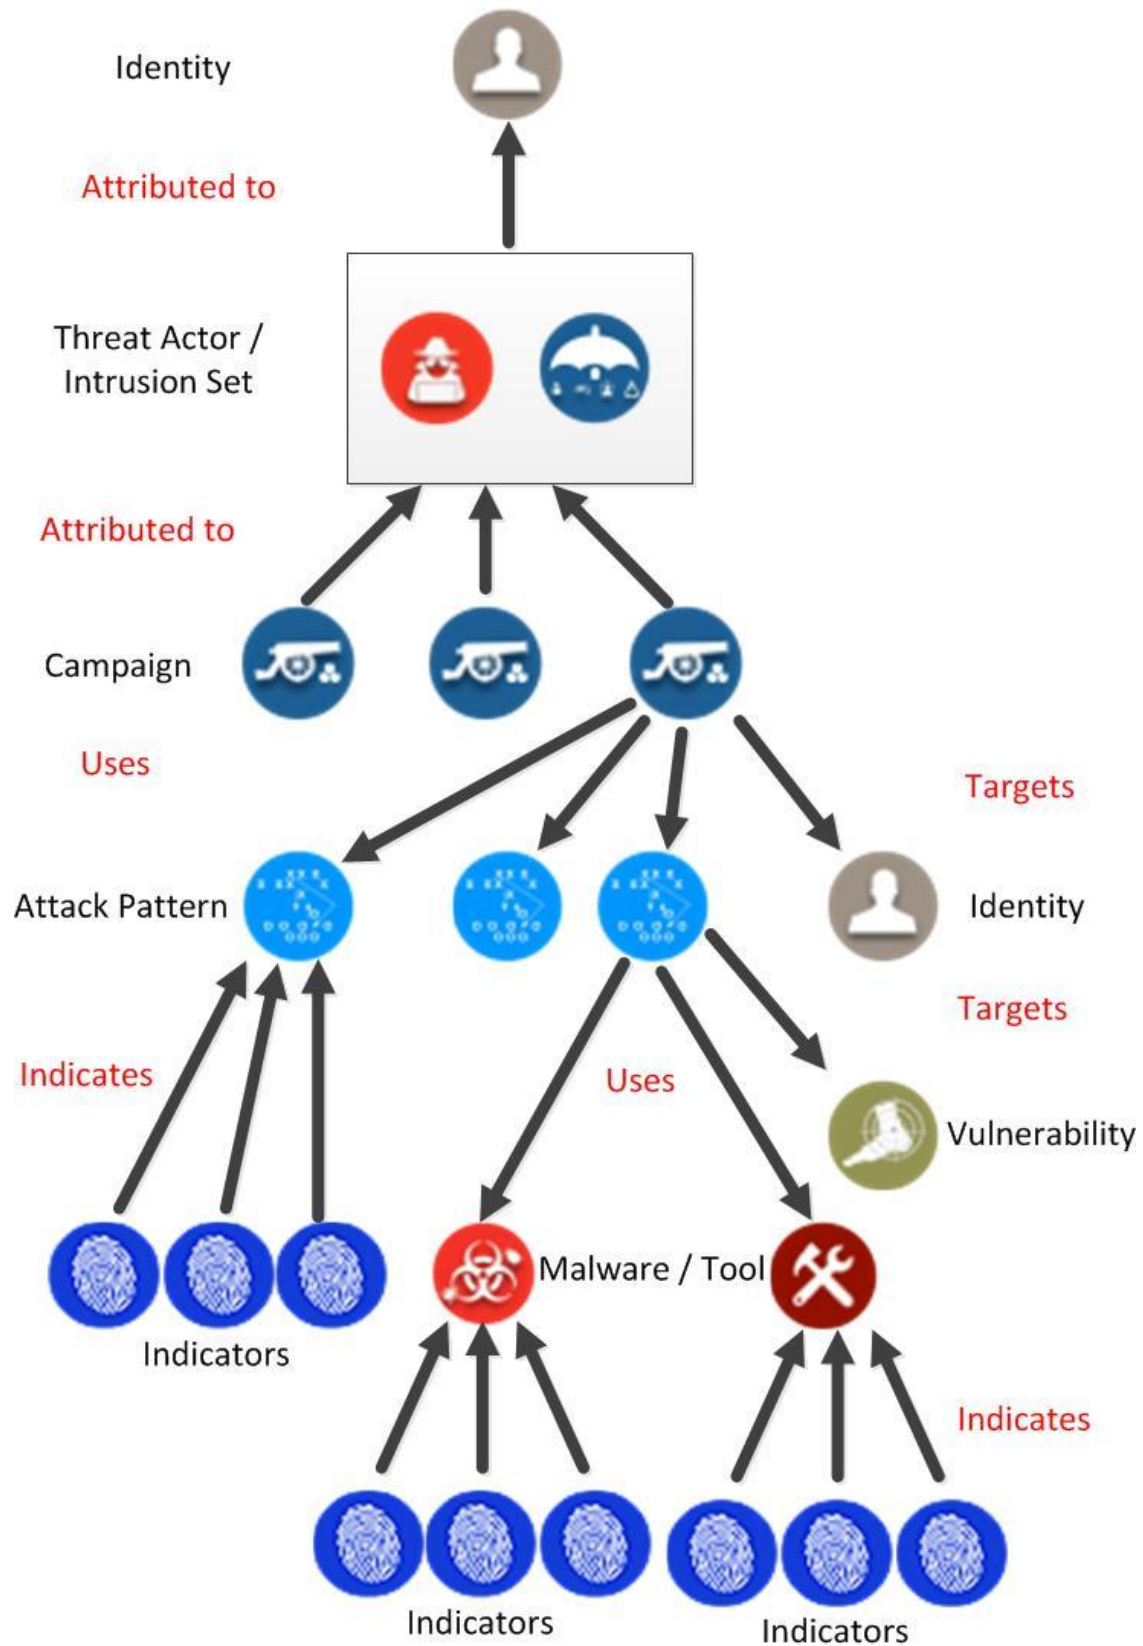 Identity
Attributed to
Threat Actor /
Intrusion Set
Attributed to
Campaign
Uses
Targets
Attack Pattern
Identity
Targets
Indicates
Uses
Vulnerability
Malware / Tool
Indicators
Indicates
Indicators
Indicators